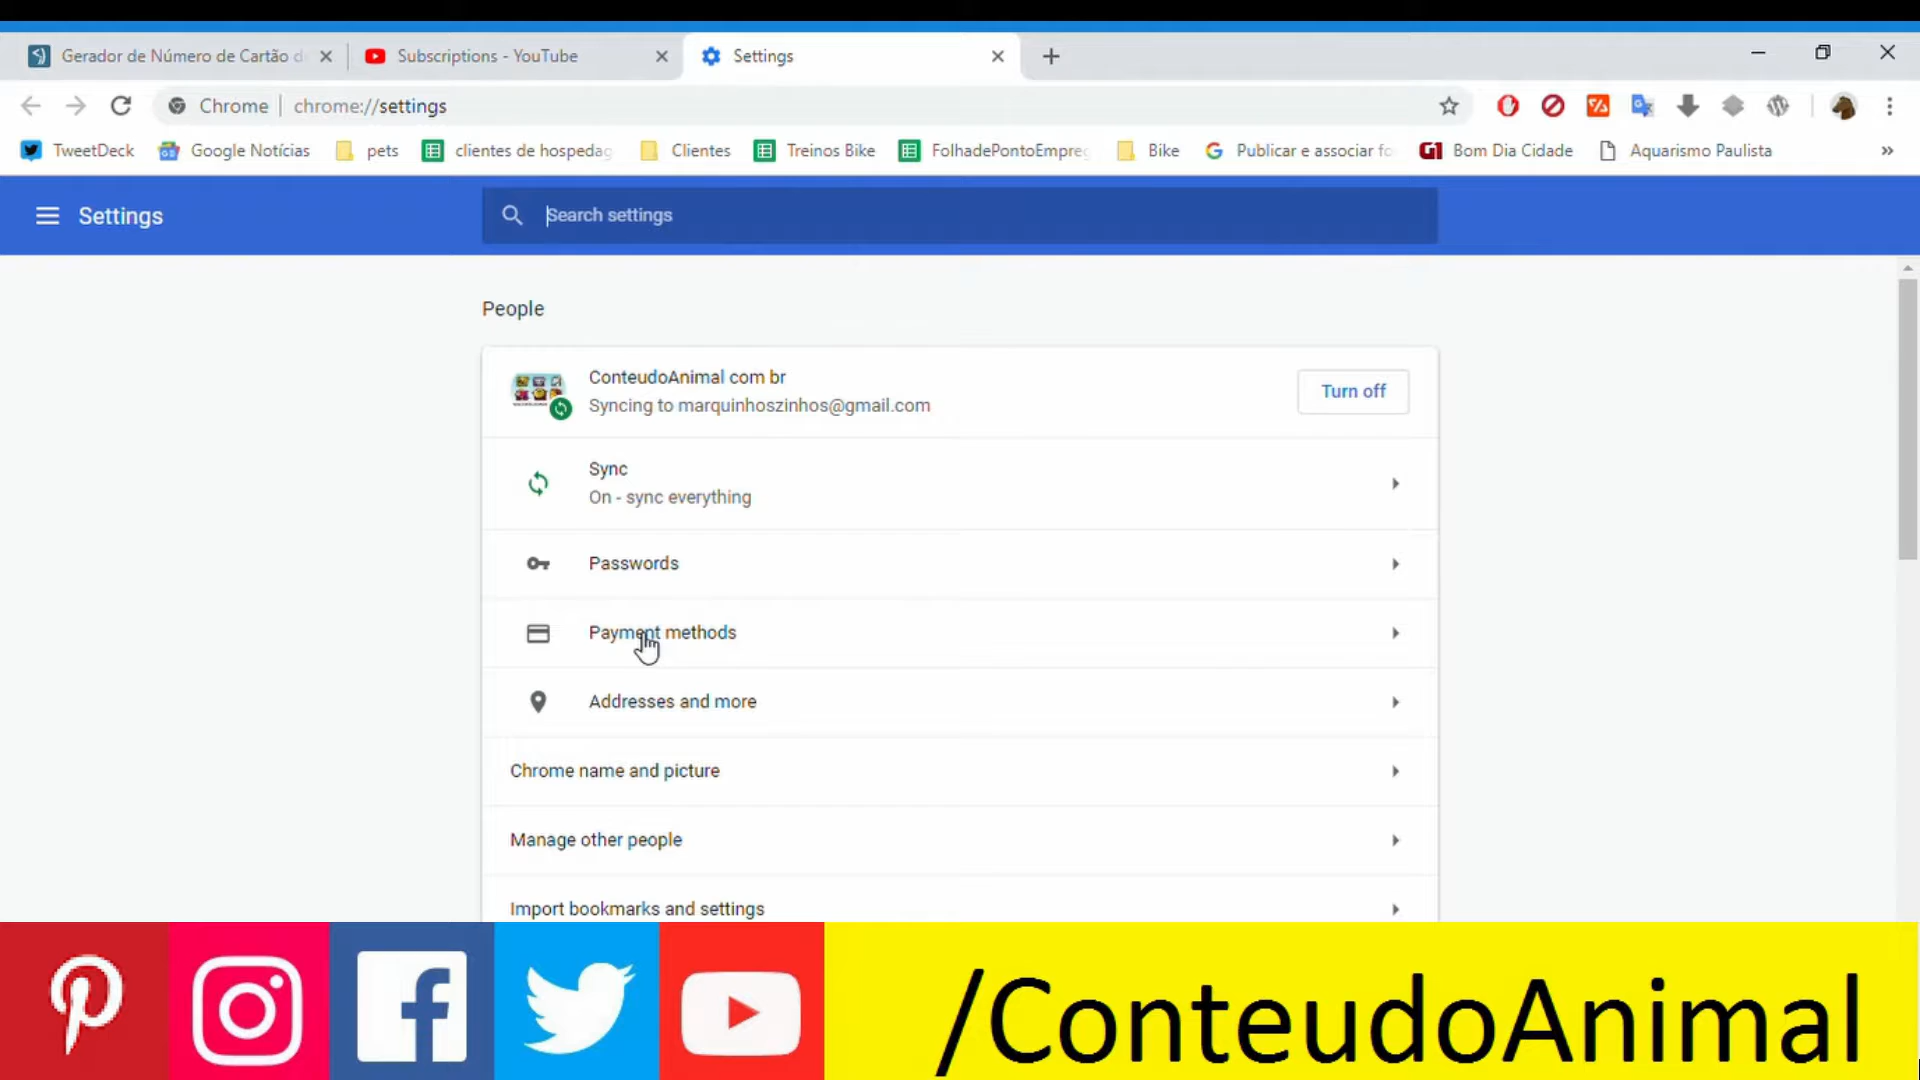 Gerador de Número de Cartão d
Subscriptions - YouTube
Settings
Chrome
chrome://settings
TweetDeck
Google Notícias
pets
clientes de hospedag
Clientes
Treinos Bike
FolhadePontoEmpreg
Bike
Publicar e associar fo
Bom Dia Cidade
Aquarismo Paulista
Settings
Search settings
People
ConteudoAnimal com br
Syncing to marquinhoszinhos@gmail.com
Turn off
Sync
On - sync everything
Passwords
Payment methods
Addresses and more
Chrome name and picture
Manage other people
Import bookmarks and settings
/ConteudoAnimal